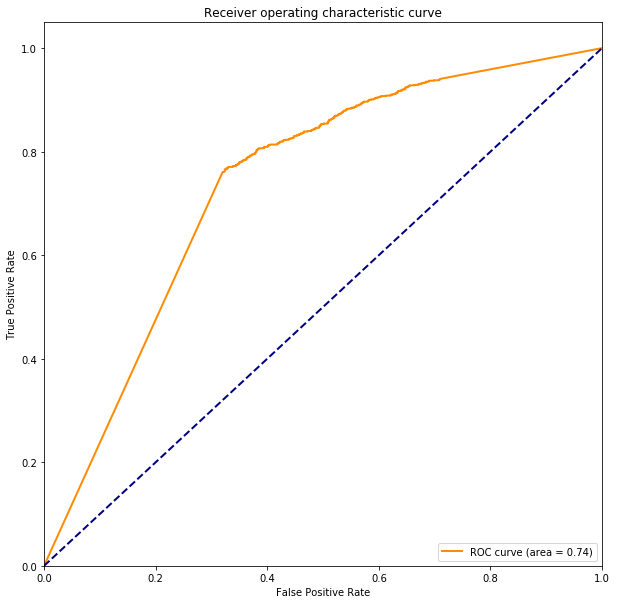 Receiver operating characteristic curve
True Positive Rate
1.0
0.8
0.6
0.4
0.2
0.0
ROC curve (area = 0.74)
0.0 0.2 0.4 0.6 0.8 1.0
False Positive Rate